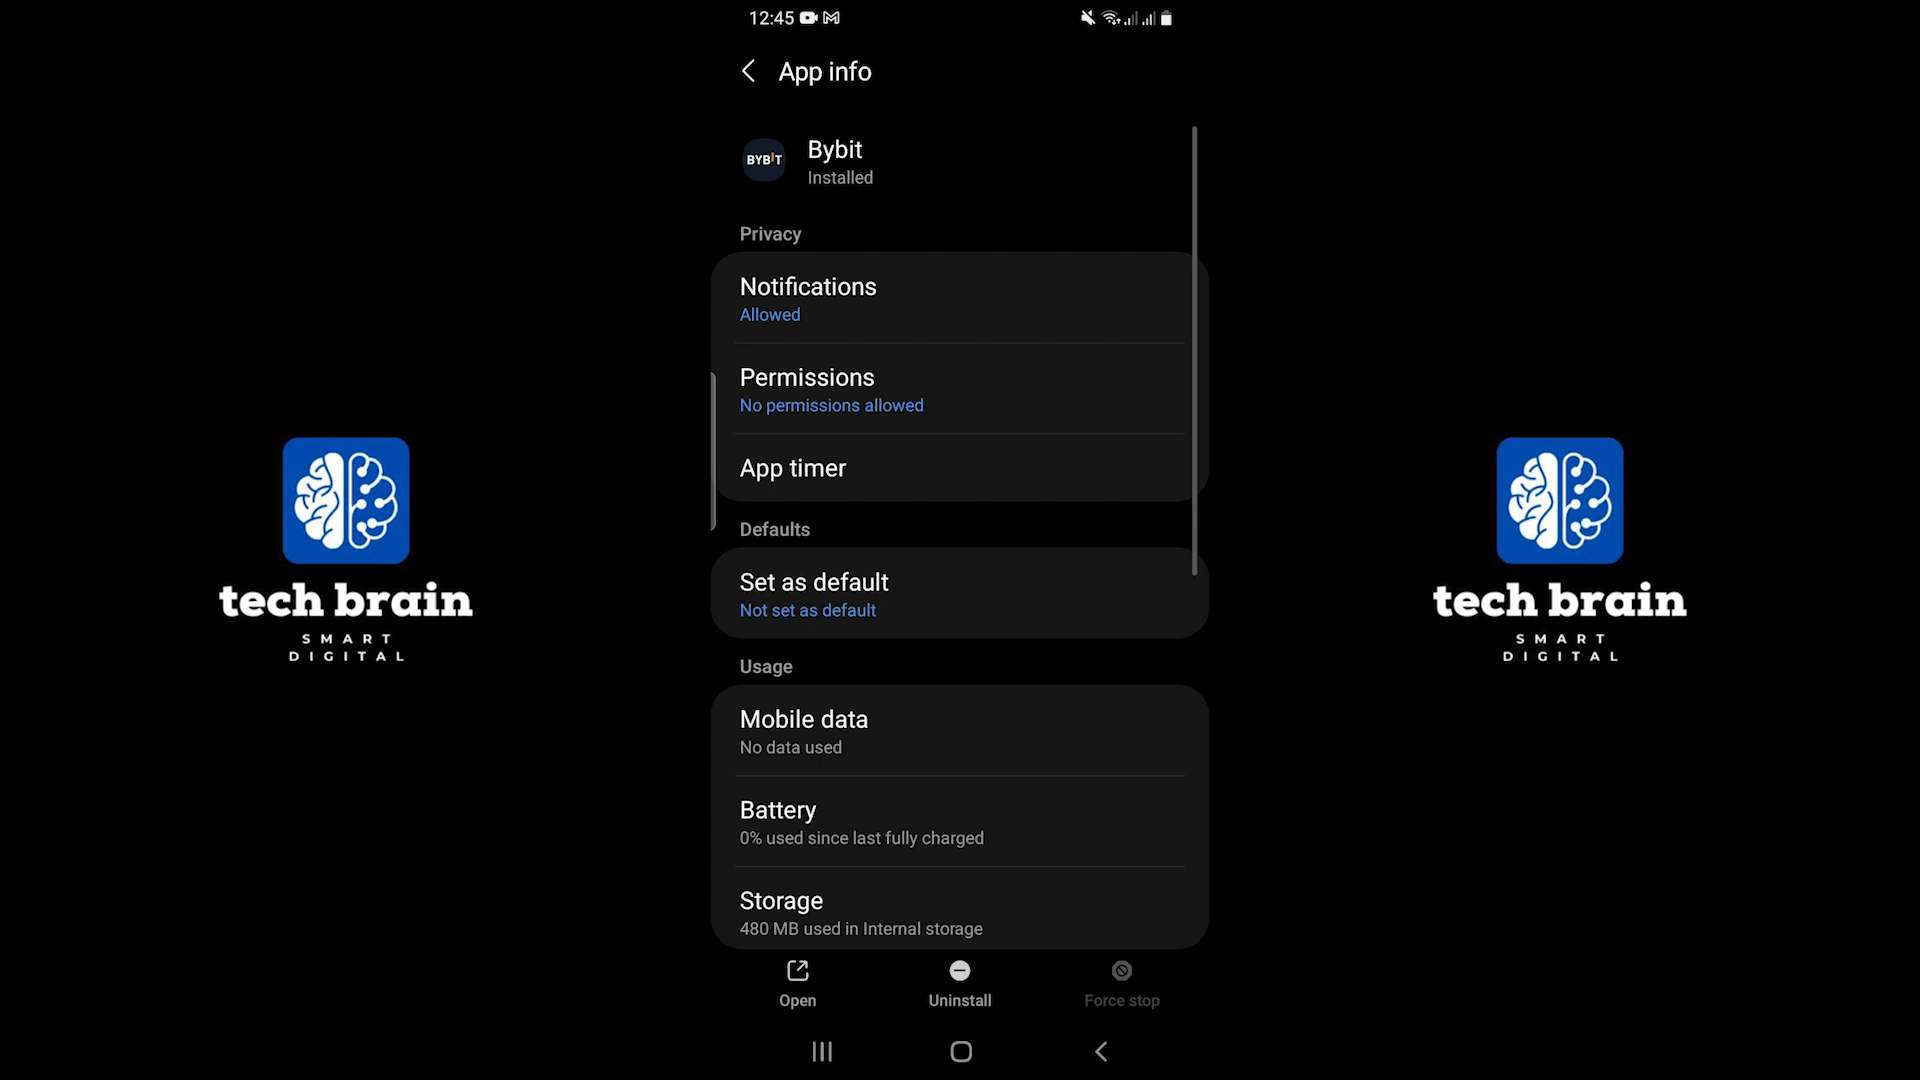 12:45
App info
BYBIT
Bybit
Installed
Privacy
Notifications
Allowed
Permissions
No permissions allowed
App timer
Defaults
Set as default
Not set as default
Usage
Mobile data
No data used
Battery
0% used since last fully charged
Storage
480 MB used in Internal storage
Open
Uninstall
Force stop
tech brain
SMART
DIGITAL
tech brain
SMART
DIGITAL